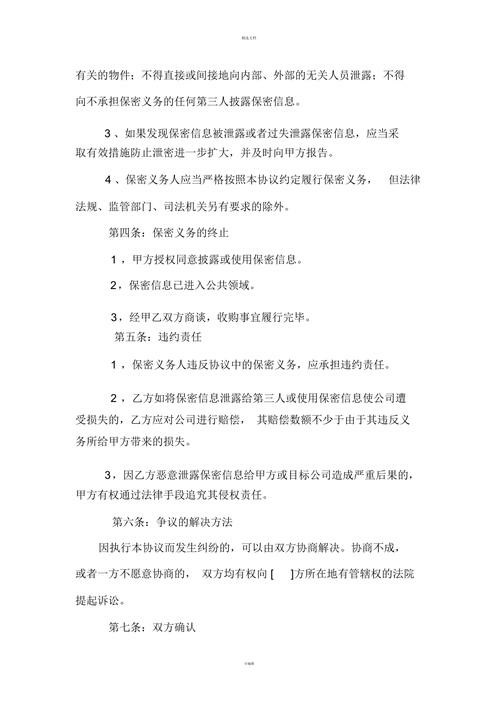 精品文档
有关的物件；不得直接或间接地向内部、外部的无关人员泄露；不得
向不承担保密义务的任何第三人披露保密信息。
3 、如果发现保密信息被泄露或者过失泄露保密信息，应当采
取有效措施防止泄密进一步扩大，并及时向甲方报告。
4 、保密义务人应当严格按照本协议约定履行保密义务， 但法律
法规、监管部门、司法机关另有要求的除外。
第四条：保密义务的终止
1 ，甲方授权同意披露或使用保密信息。
2，保密信息已进入公共领域。
3，经甲乙双方商谈，收购事宜履行完毕。
第五条：违约责任
1 ，保密义务人违反协议中的保密义务，应承担违约责任。
2 ，乙方如将保密信息泄露给第三人或使用保密信息使公司遭
受损失的，乙方应对公司进行赔偿， 其赔偿数额不少于由于其违反义
务所给甲方带来的损失。
3，因乙方恶意泄露保密信息给甲方或目标公司造成严重后果的，
甲方有权通过法律手段追究其侵权责任。
第六条：争议的解决方法
因执行本协议而发生纠纷的，可以由双方协商解决。协商不成，
或者一方不愿意协商的， 双方均有权向 [ ]方所在地有管辖权的法院
提起诉讼。
第七条：双方确认